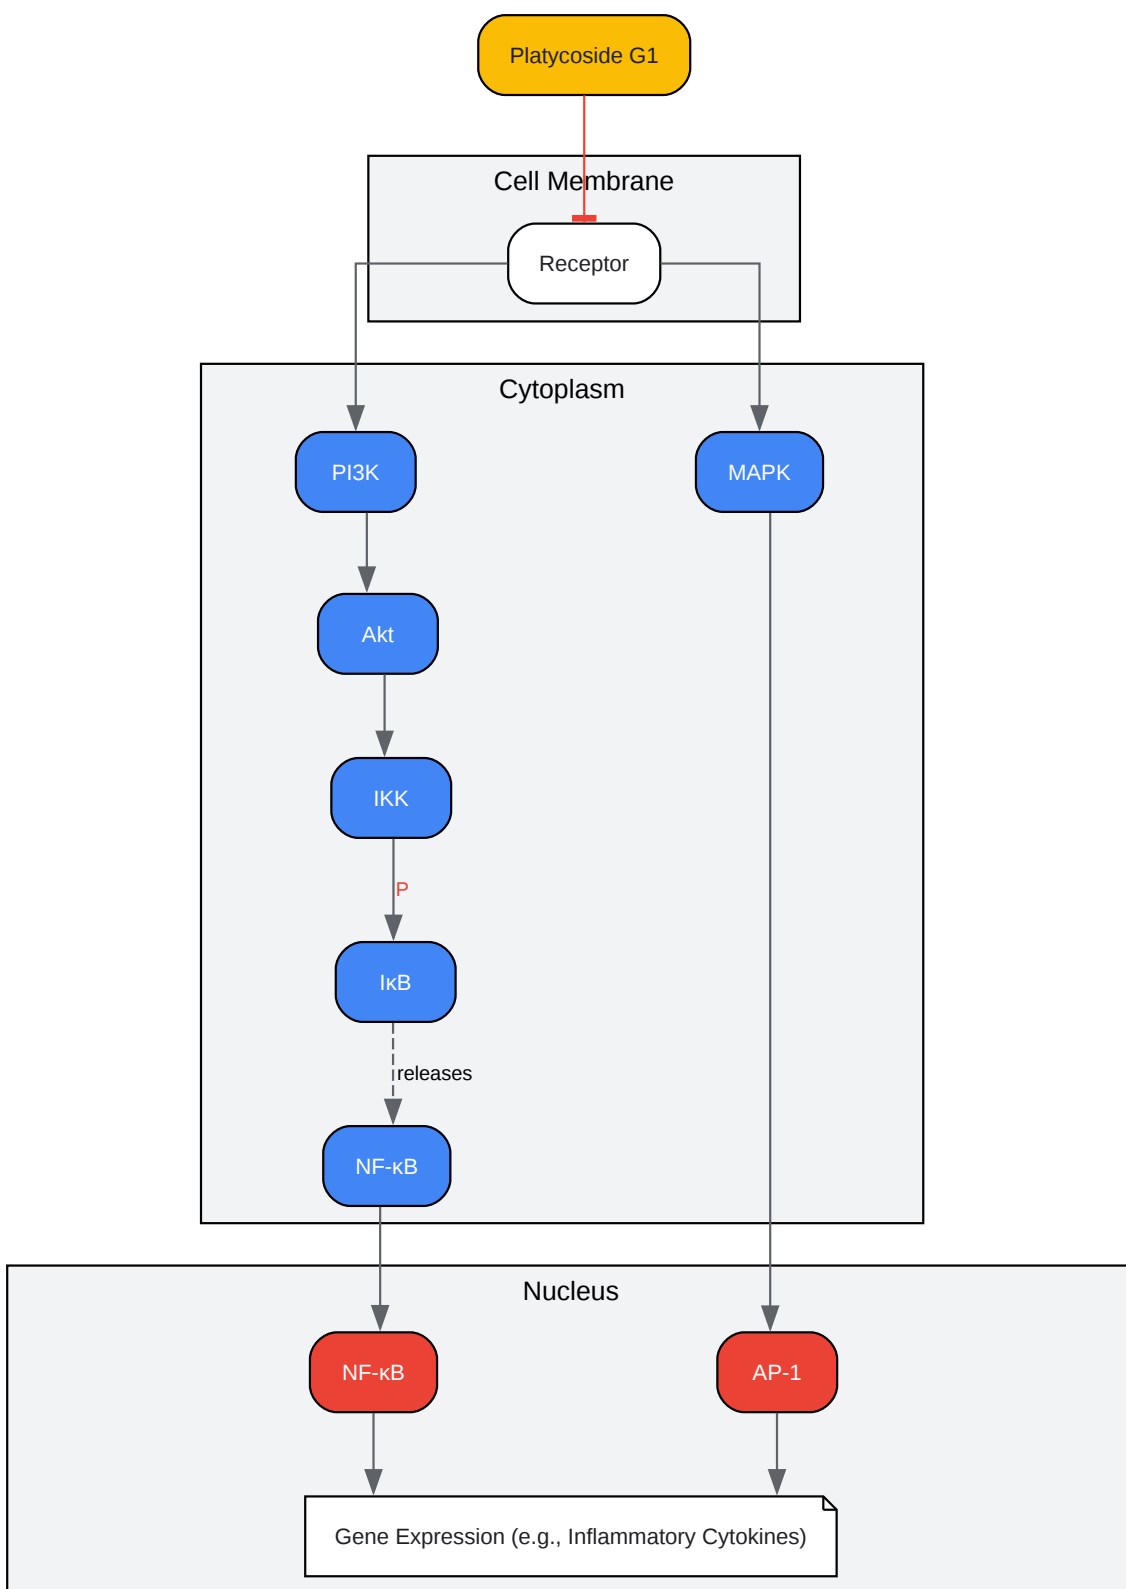 Platycoside G1
Cell Membrane
Receptor
Cytoplasm
PI3K
MAPK
Akt
IKK
P
IκB
releases
NF-κB
Nucleus
NF-κB
AP-1
Gene Expression (e.g., Inflammatory Cytokines)